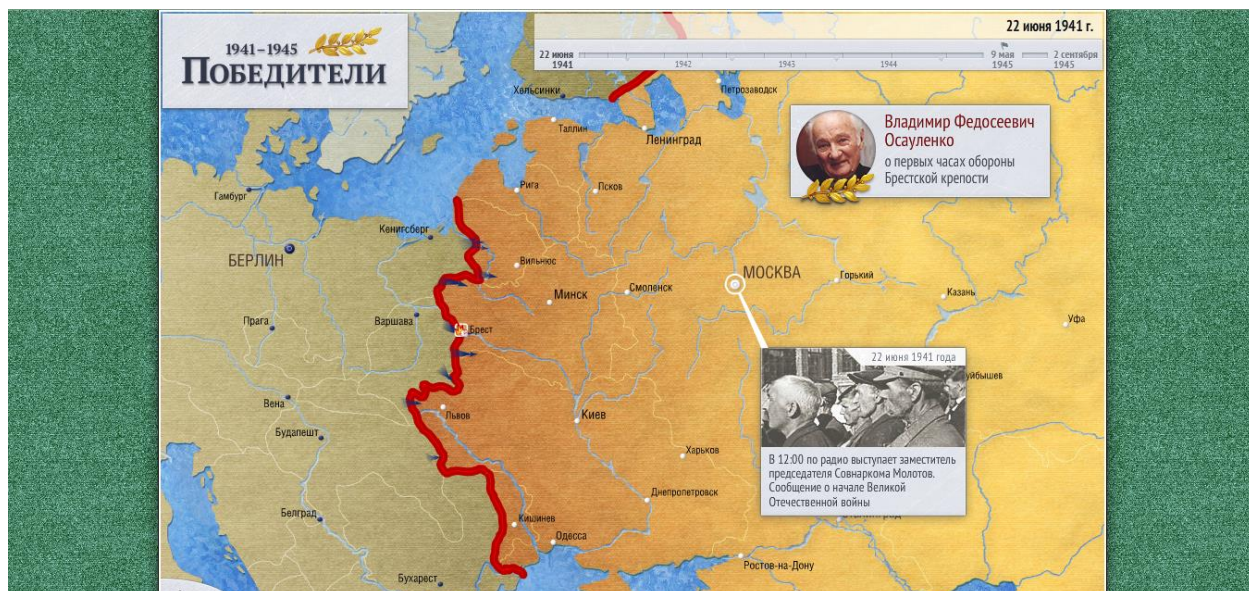 1941–1945
ПОБЕДИТЕЛИ
22 июня 1941 г.
22 июня
1941
1942
1943
1944
9 мая
1945
2 сентября
1945
Хельсинки
Петрозаводск
Таллин
Ленинград
Владимир Федосеевич
Осауленко
о первых часах обороны
Брестской крепости
Гамбург
Рига
Псков
Кенигсберг
БЕРЛИН
Вильнюс
МОСКВА
Горький
Минск
Смоленск
Казань
Прага
Варшава
Брест
Уфа
22 июня 1941 года
уйбышев
Вена
Львов
Киев
Будапешт
Харьков
В 12:00 по радио выступает заместитель
председателя Совнаркома Молотов.
Сообщение о начале Великой
Отечественной войны
Днепропетровск
Белград
Кишинев
Одесса
Ростов-на-Дону
Бухарест